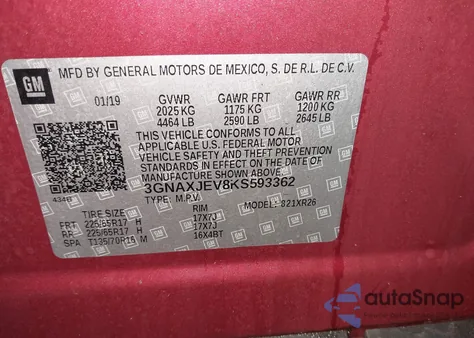 GM
MFD BY GENERAL MOTORS DE MEXICO, S. DE R.L. DE C.V.
01/19 GVWR GAWR FRT GAWR RR
2025 KG 1175 KG 1200 KG
4464 LB 2590 LB 2645 LB
THIS VEHICLE CONFORMS TO ALL
APPLICABLE U.S. FEDERAL MOTOR
VEHICLE SAFETY AND THEFT PREVENTION
STANDARDS IN EFFECT ON THE DATE OF
MANUFACTURE SHOWN ABOVE.
3GNAXJEV8KS593362
TYPE: M.P.V. MODEL: 821XR26
TIRE SIZE RIM
FRT 225/65R17 H 17X7J
RR 225/65R17 H 17X7J
SPA T135/70R16 M 16X4BT
autoSnap